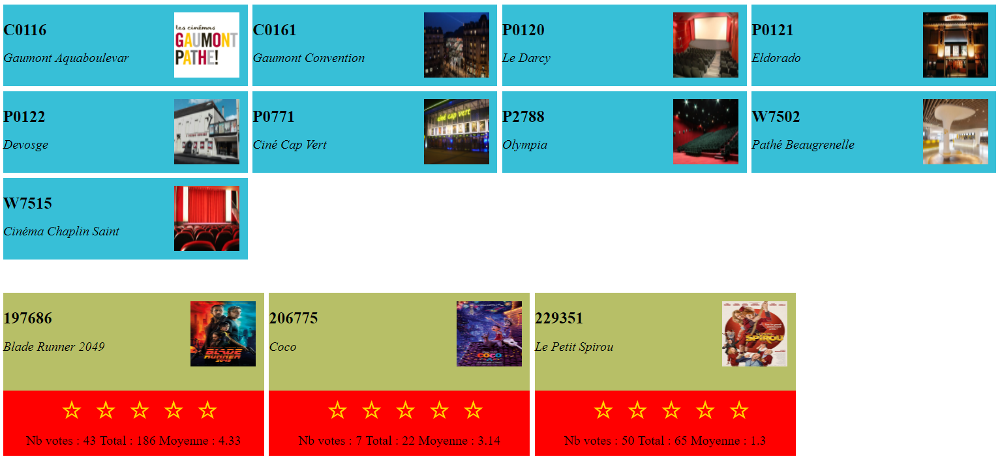 C0116
Gaumont Aquaboulevar
les cinémas
GAUMONT
PATHE!
C0161
Gaumont Convention
P0120
Le Darcy
P0121
Eldorado
P0122
Devosge
P0771
Ciné Cap Vert
ciné cap vert
P2788
Olympia
W7502
Pathé Beaugrenelle
W7515
Cinéma Chaplin Saint
197686
Blade Runner 2049
BLADE
RUNNER
2049
206775
Coco
COCO
229351
Le Petit Spirou
SPIROU
☆ ☆ ☆ ☆ ☆
Nb votes : 43 Total : 186 Moyenne : 4.33
☆ ☆ ☆ ☆ ☆
Nb votes : 7 Total : 22 Moyenne : 3.14
☆ ☆ ☆ ☆ ☆
Nb votes : 50 Total : 65 Moyenne : 1.3